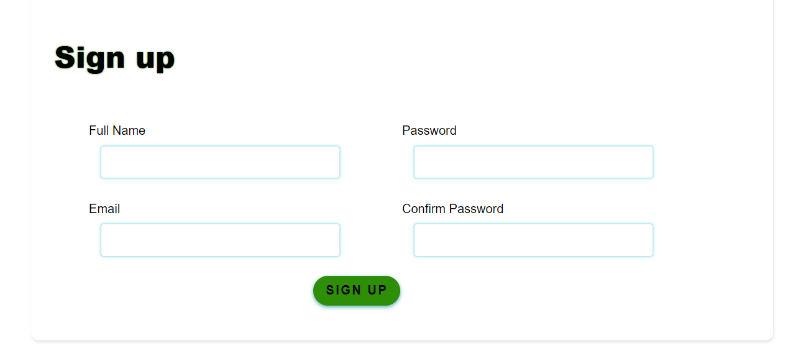 Sign up
Full Name
Password
Email
Confirm Password
SIGN UP